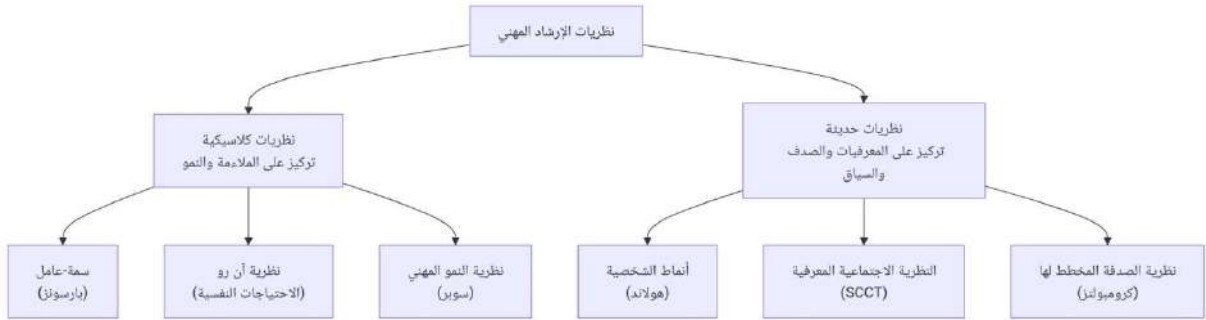 نظريات الإرشاد المهني
نظريات حديثة
تركيز على المعرفيات والصدف
والسياق
نظريات كلاسيكية
تركيز على الملاءمة والنمو
نظرية الصدفة المخطط لها
(كرومبولتز)
النظرية الاجتماعية المعرفية
(SCCT)
أنماط الشخصية
(هولاند)
نظرية النمو المهني
(سوبر)
نظرية آن رو
(الاحتياجات النفسية)
سمة-عامل
(بارسونز)